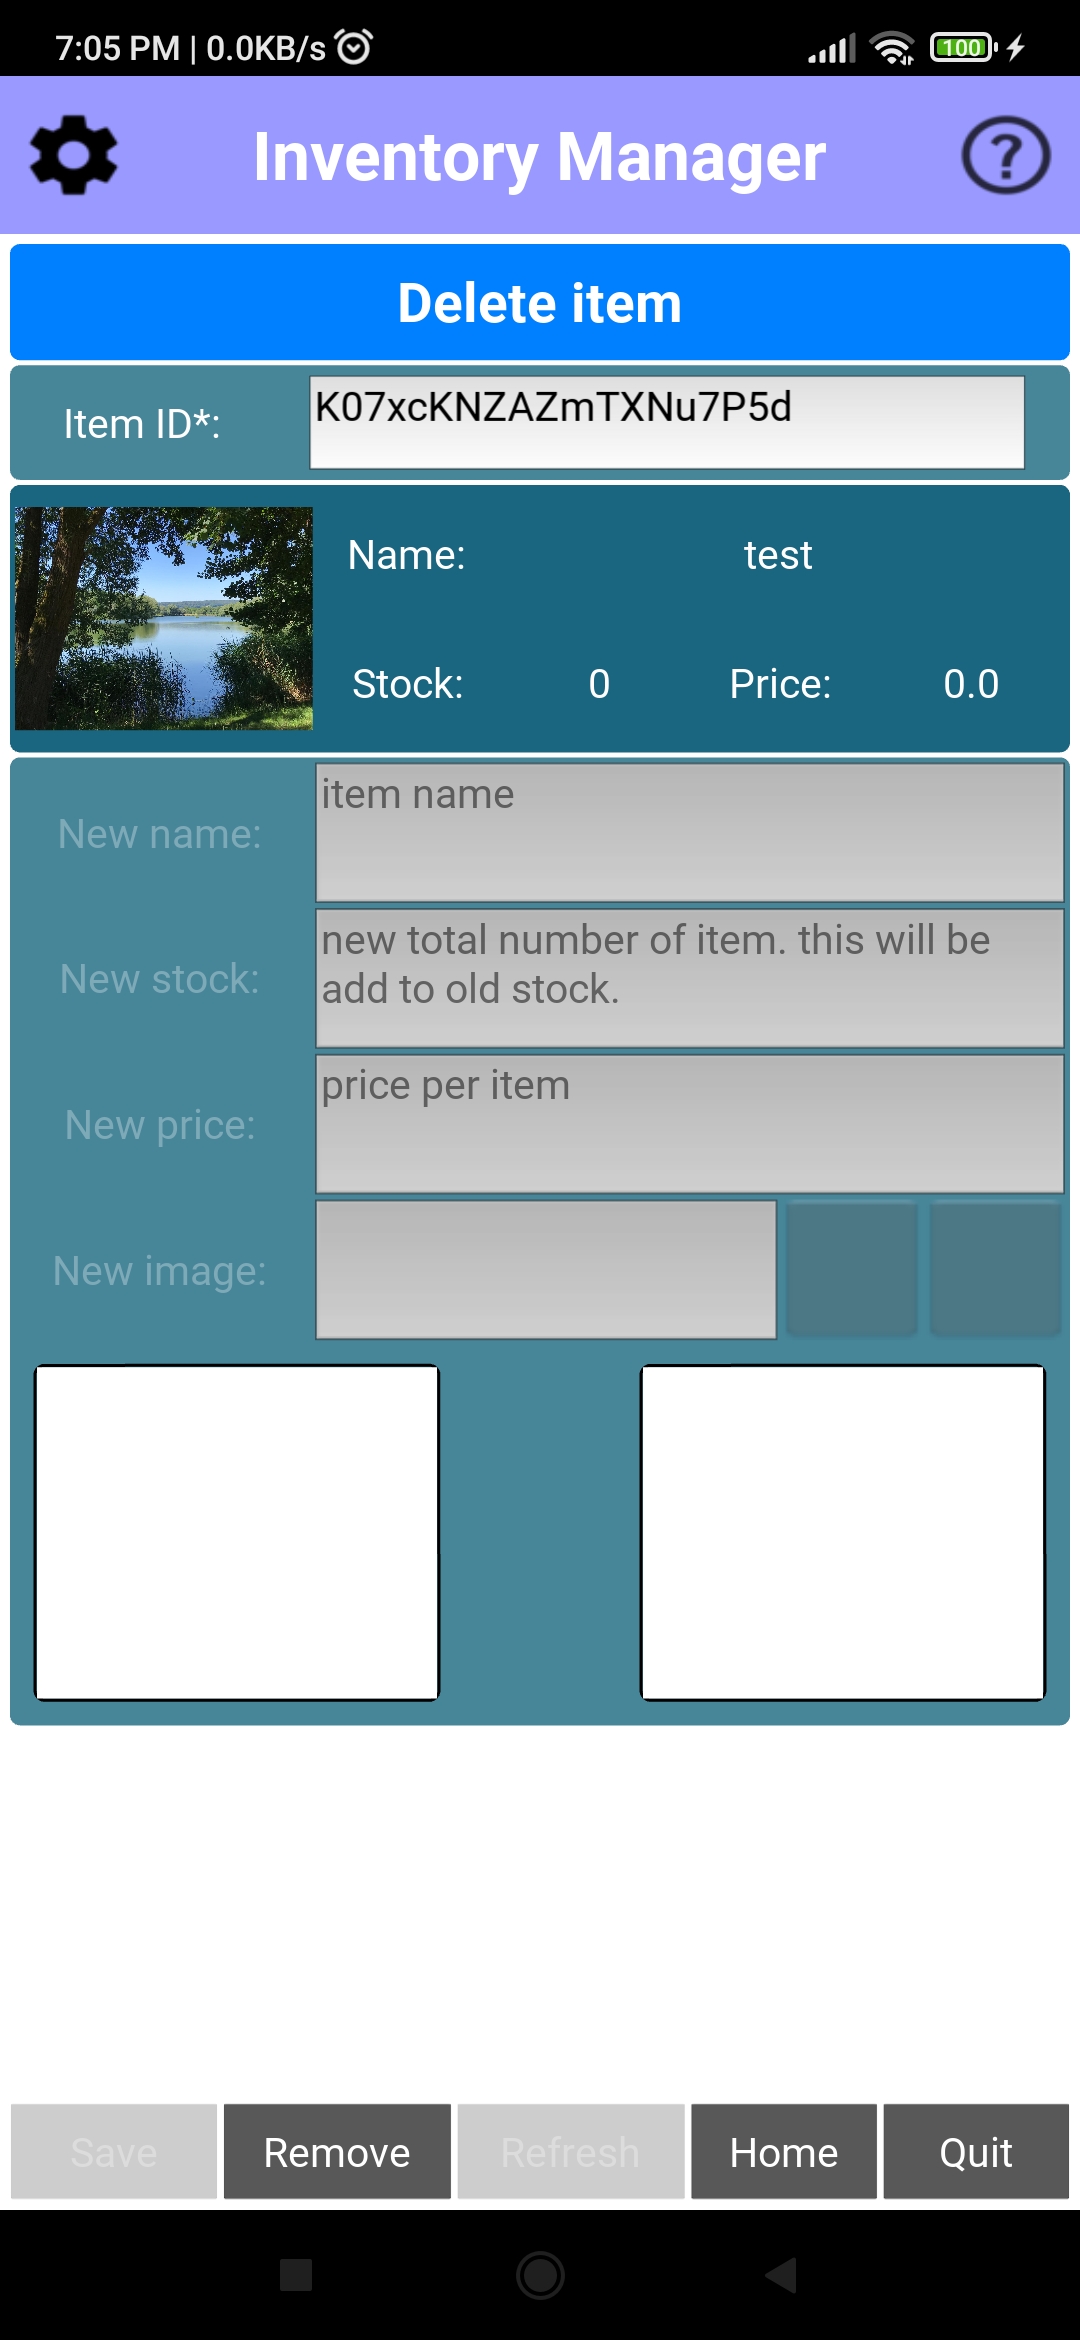 7:05 PM | 0.0KB/s
100
Inventory Manager
?
Delete item
Item ID*:
K07xcKNZAZmTXNu7P5d
Name:
test
Stock:
0
Price:
0.0
New name:
item name
New stock:
new total number of item. this will be
add to old stock.
New price:
price per item
New image:
Save
Remove
Refresh
Home
Quit